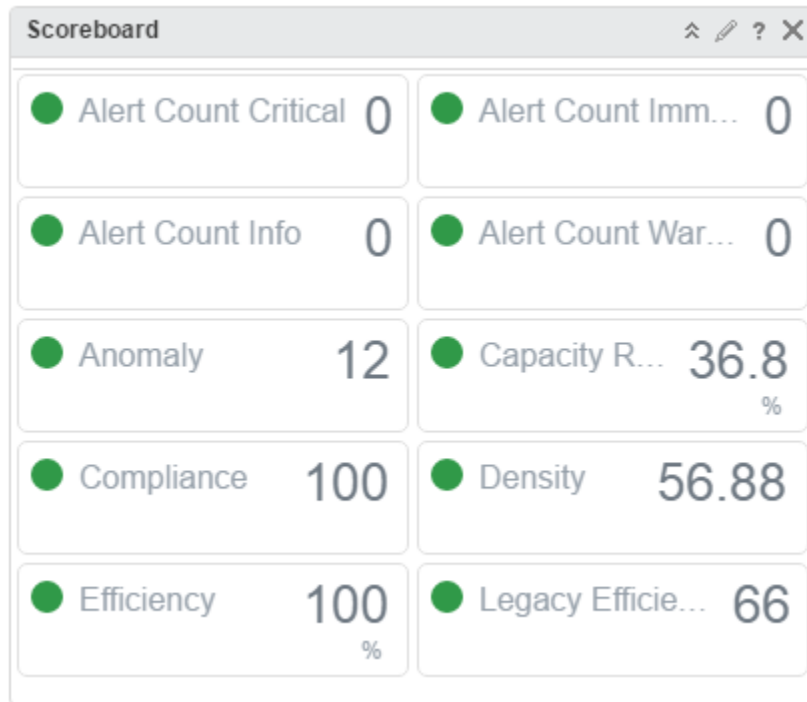 Scoreboard ?
Alert Count Critical 0
Alert Count Imm... 0
Alert Count Info 0
Alert Count War... 0
Anomaly 12
Capacity R... 36.8
%
Compliance 100
Density 56.88
Efficiency 100
%
Legacy Efficie... 66